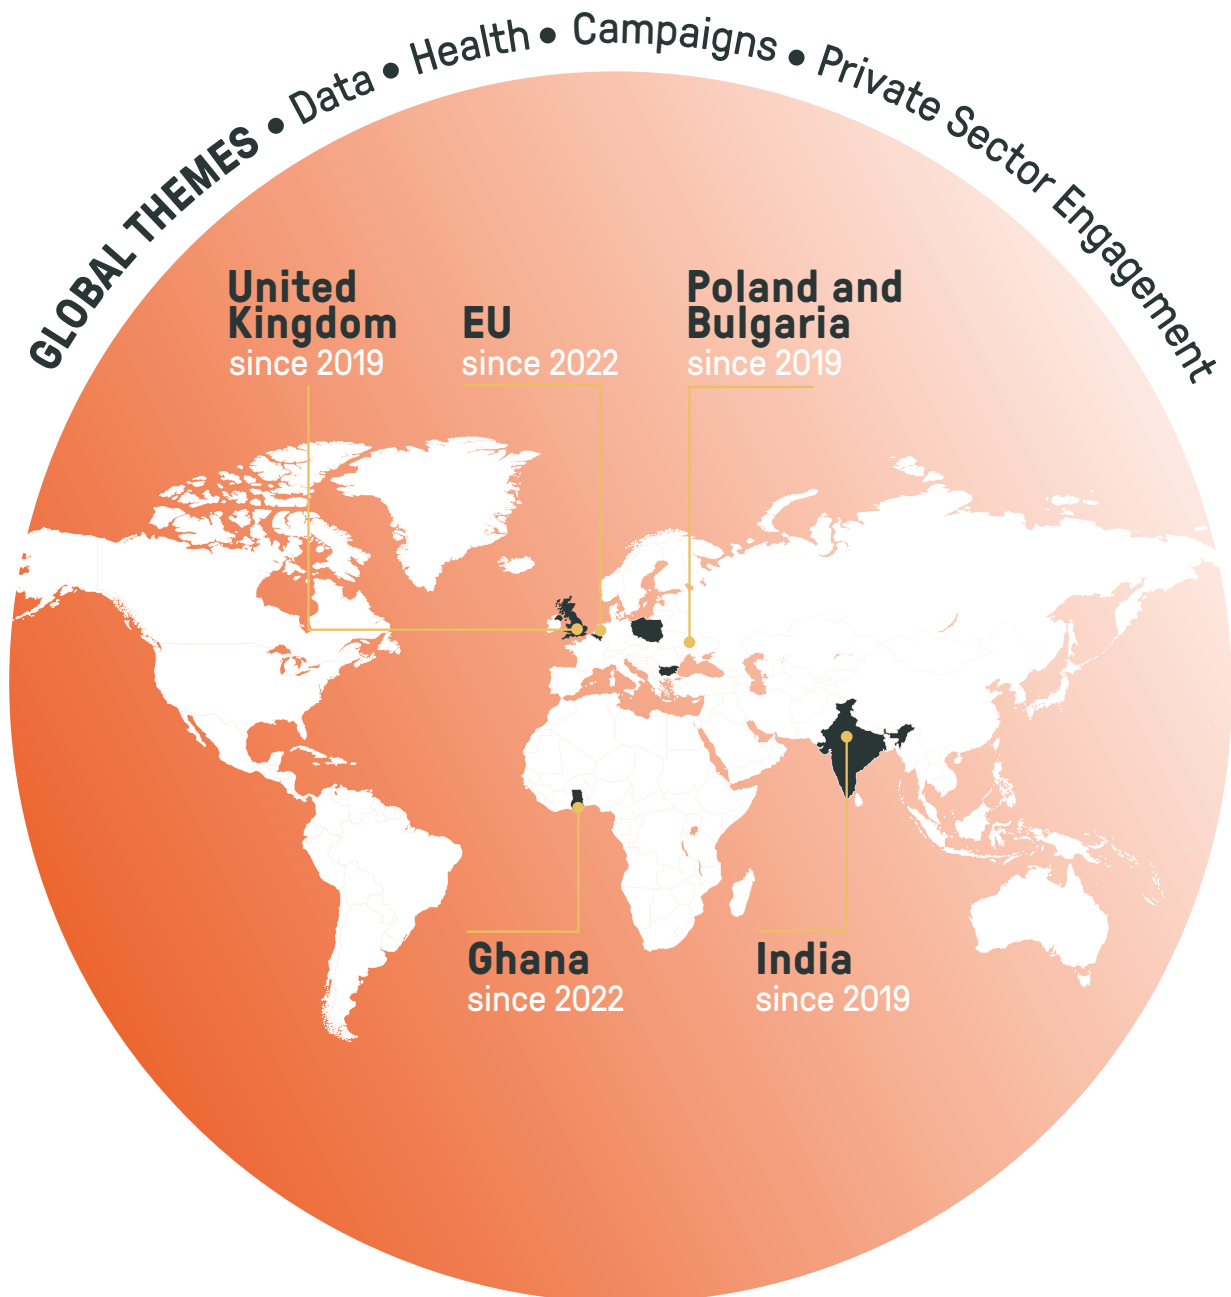 GLOBAL THEMES • Data • Health • Campaigns • Private Sector Engagement
United
Kingdom
since 2019
EU
since 2022
Poland and
Bulgaria
since 2019
Ghana
since 2022
India
since 2019